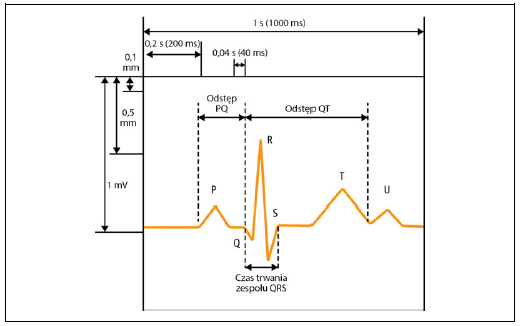 1 s (1000 ms)
0,2 s (200 ms)
0,04 s (40 ms)
0,1
mm
0,5
mm
1 mV
Odstęp
PQ
Odstęp QT
R
P
Q
S
T
U
Czas trwania
zespołu QRS